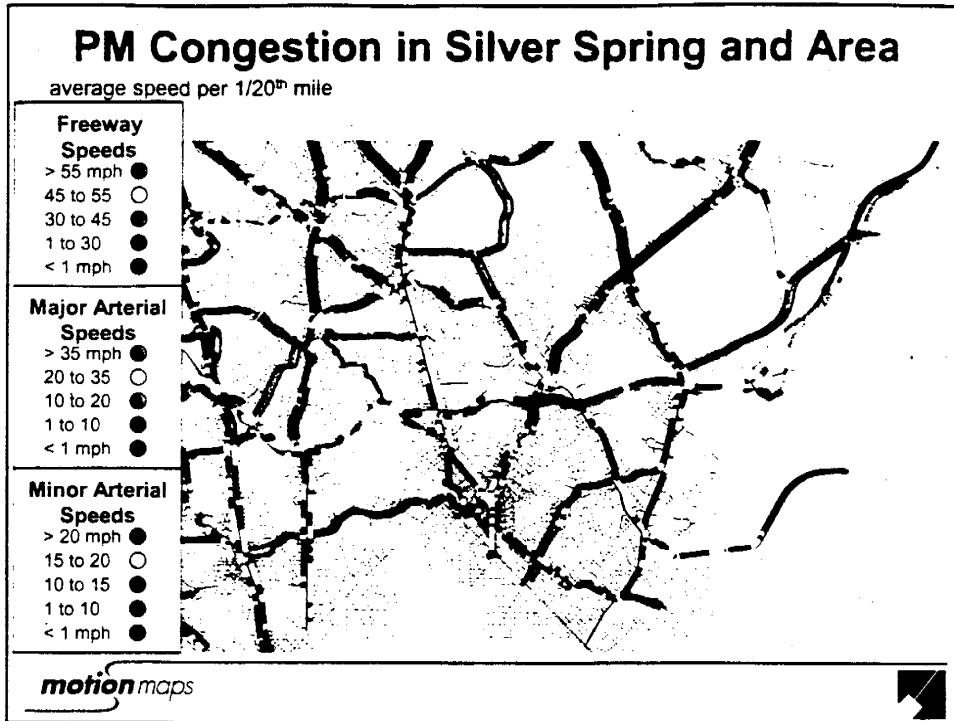 PM Congestion in Silver Spring and Area
average speed per 1/20th mile
Freeway
Speeds
> 55 mph
45 to 55
30 to 45
1 to 30
< 1 mph
Major Arterial
Speeds
> 35 mph
20 to 35
10 to 20
1 to 10
< 1 mph
Minor Arterial
Speeds
> 20 mph
15 to 20
10 to 15
1 to 10
< 1 mph
motion maps